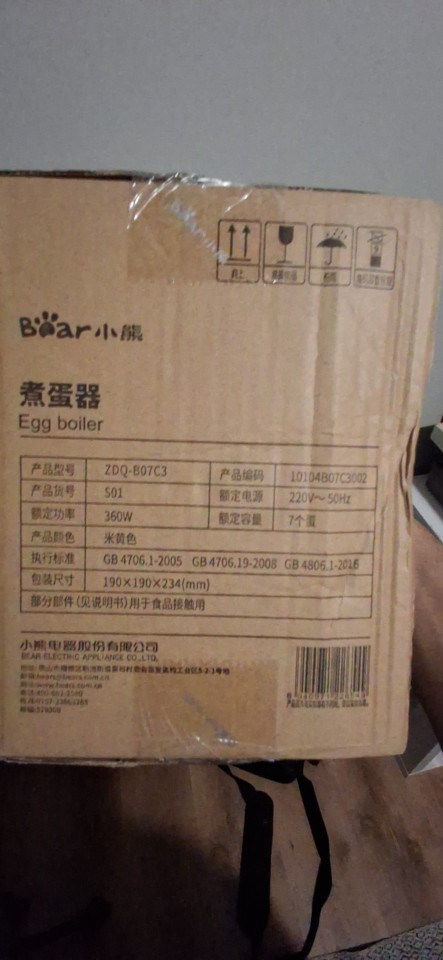 向上
Bear小熊
煮蛋器
Egg boiler
产品型号 ZDQ-B07C3 产品编码 10104B07C3002
产品货号 S01 额定电源 220V～50Hz
额定功率 360W 额定容量 7个蛋
产品颜色 米黄色
执行标准 GB 4706.1-2005 GB 4706.19-2008 GB 4806.1-2016
包装尺寸 190×190×234(mm)
部分部件(见说明书)用于食品接触用
小熊电器股份有限公司
BEAR ELECTRIC APPLIANCE CO.,LTD.